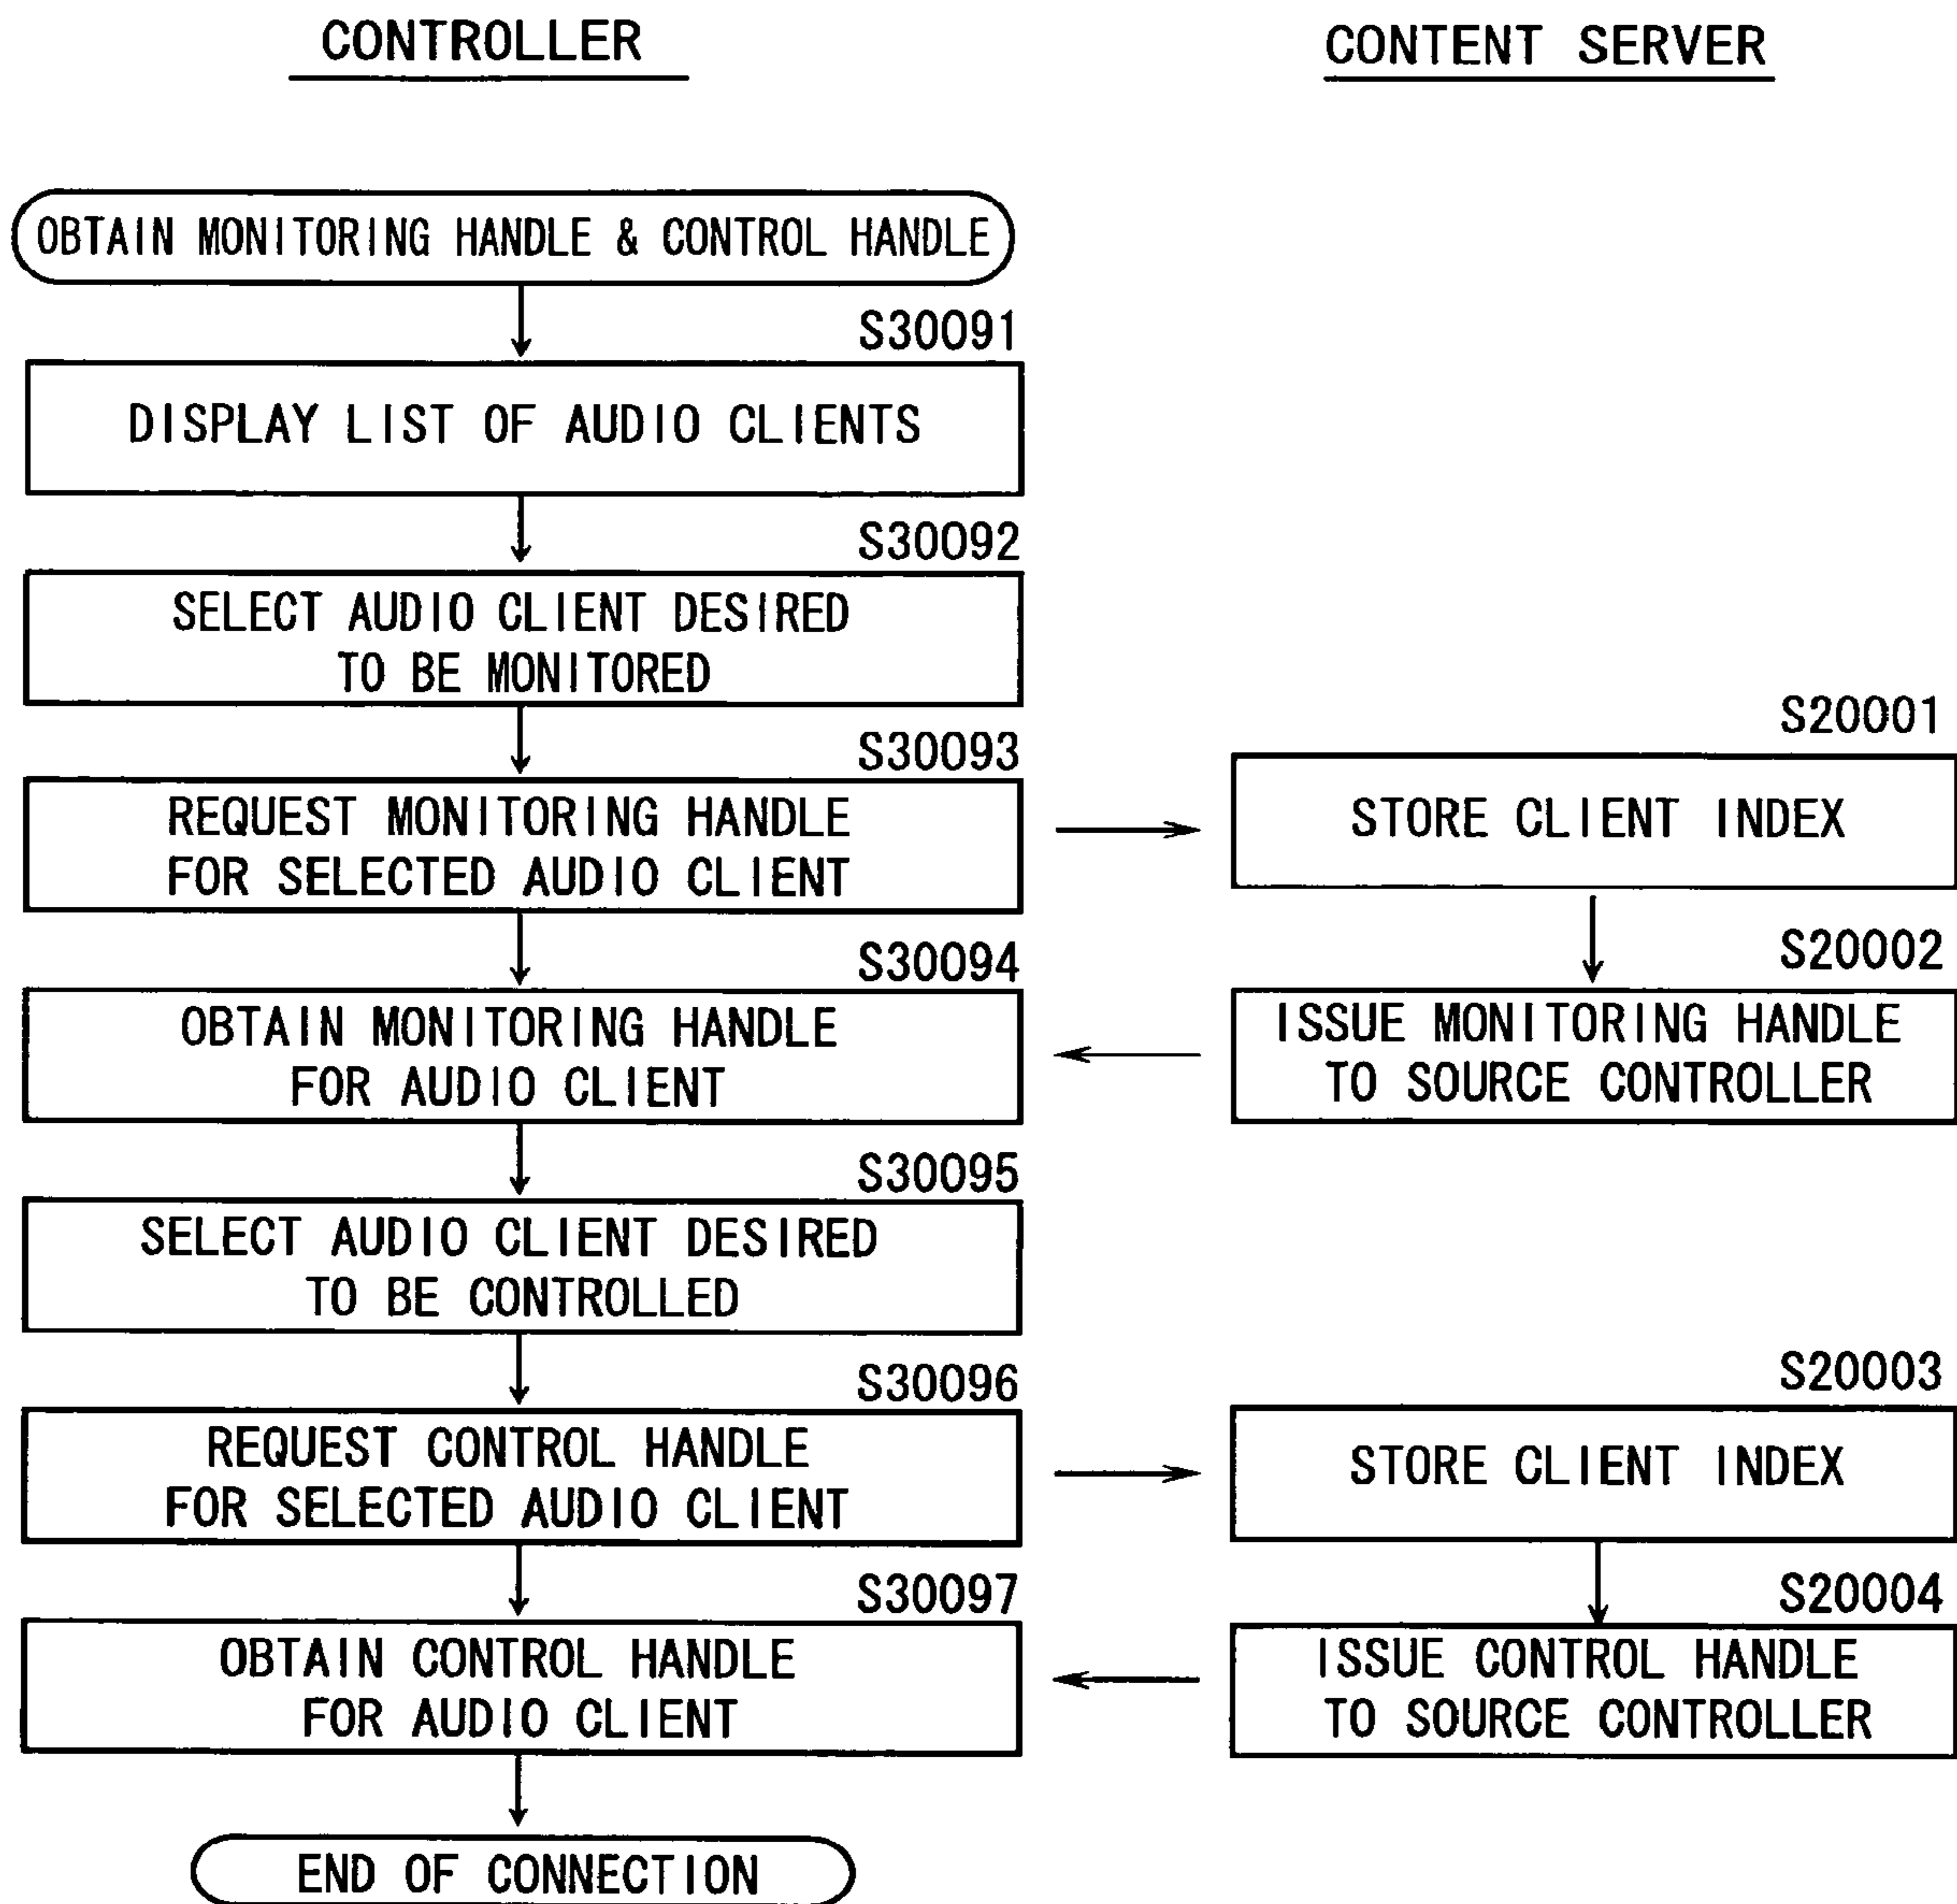 CONTROLLER
CONTENT SERVER
OBTAIN MONITORING HANDLE & CONTROL HANDLE
S30091
DISPLAY LIST OF AUDIO CLIENTS
S30092
SELECT AUDIO CLIENT DESIRED
TO BE MONITORED
S30093
REQUEST MONITORING HANDLE
FOR SELECTED AUDIO CLIENT
S20001
STORE CLIENT INDEX
S30094
OBTAIN MONITORING HANDLE
FOR AUDIO CLIENT
S20002
ISSUE MONITORING HANDLE
TO SOURCE CONTROLLER
S30095
SELECT AUDIO CLIENT DESIRED
TO BE CONTROLLED
S30096
REQUEST CONTROL HANDLE
FOR SELECTED AUDIO CLIENT
S20003
STORE CLIENT INDEX
S30097
OBTAIN CONTROL HANDLE
FOR AUDIO CLIENT
S20004
ISSUE CONTROL HANDLE
TO SOURCE CONTROLLER
END OF CONNECTION